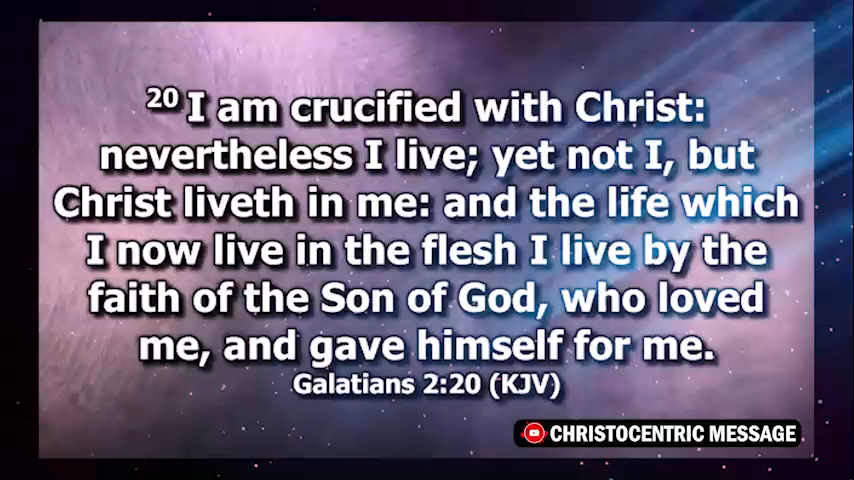 20 I am crucified with Christ:
nevertheless I live; yet not I, but
Christ liveth in me: and the life which
I now live in the flesh I live by the
faith of the Son of God, who loved
me, and gave himself for me.
Galatians 2:20 (KJV)
CHRISTOCENTRIC MESSAGE